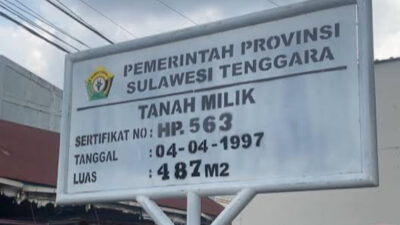 PEMERINTAH PROVINSI
SULAWESI TENGGARA
TANAH MILIK
SERTIFIKAT NO : HP. 563
TANGGAL : 04-04-1997
LUAS : 487 M2